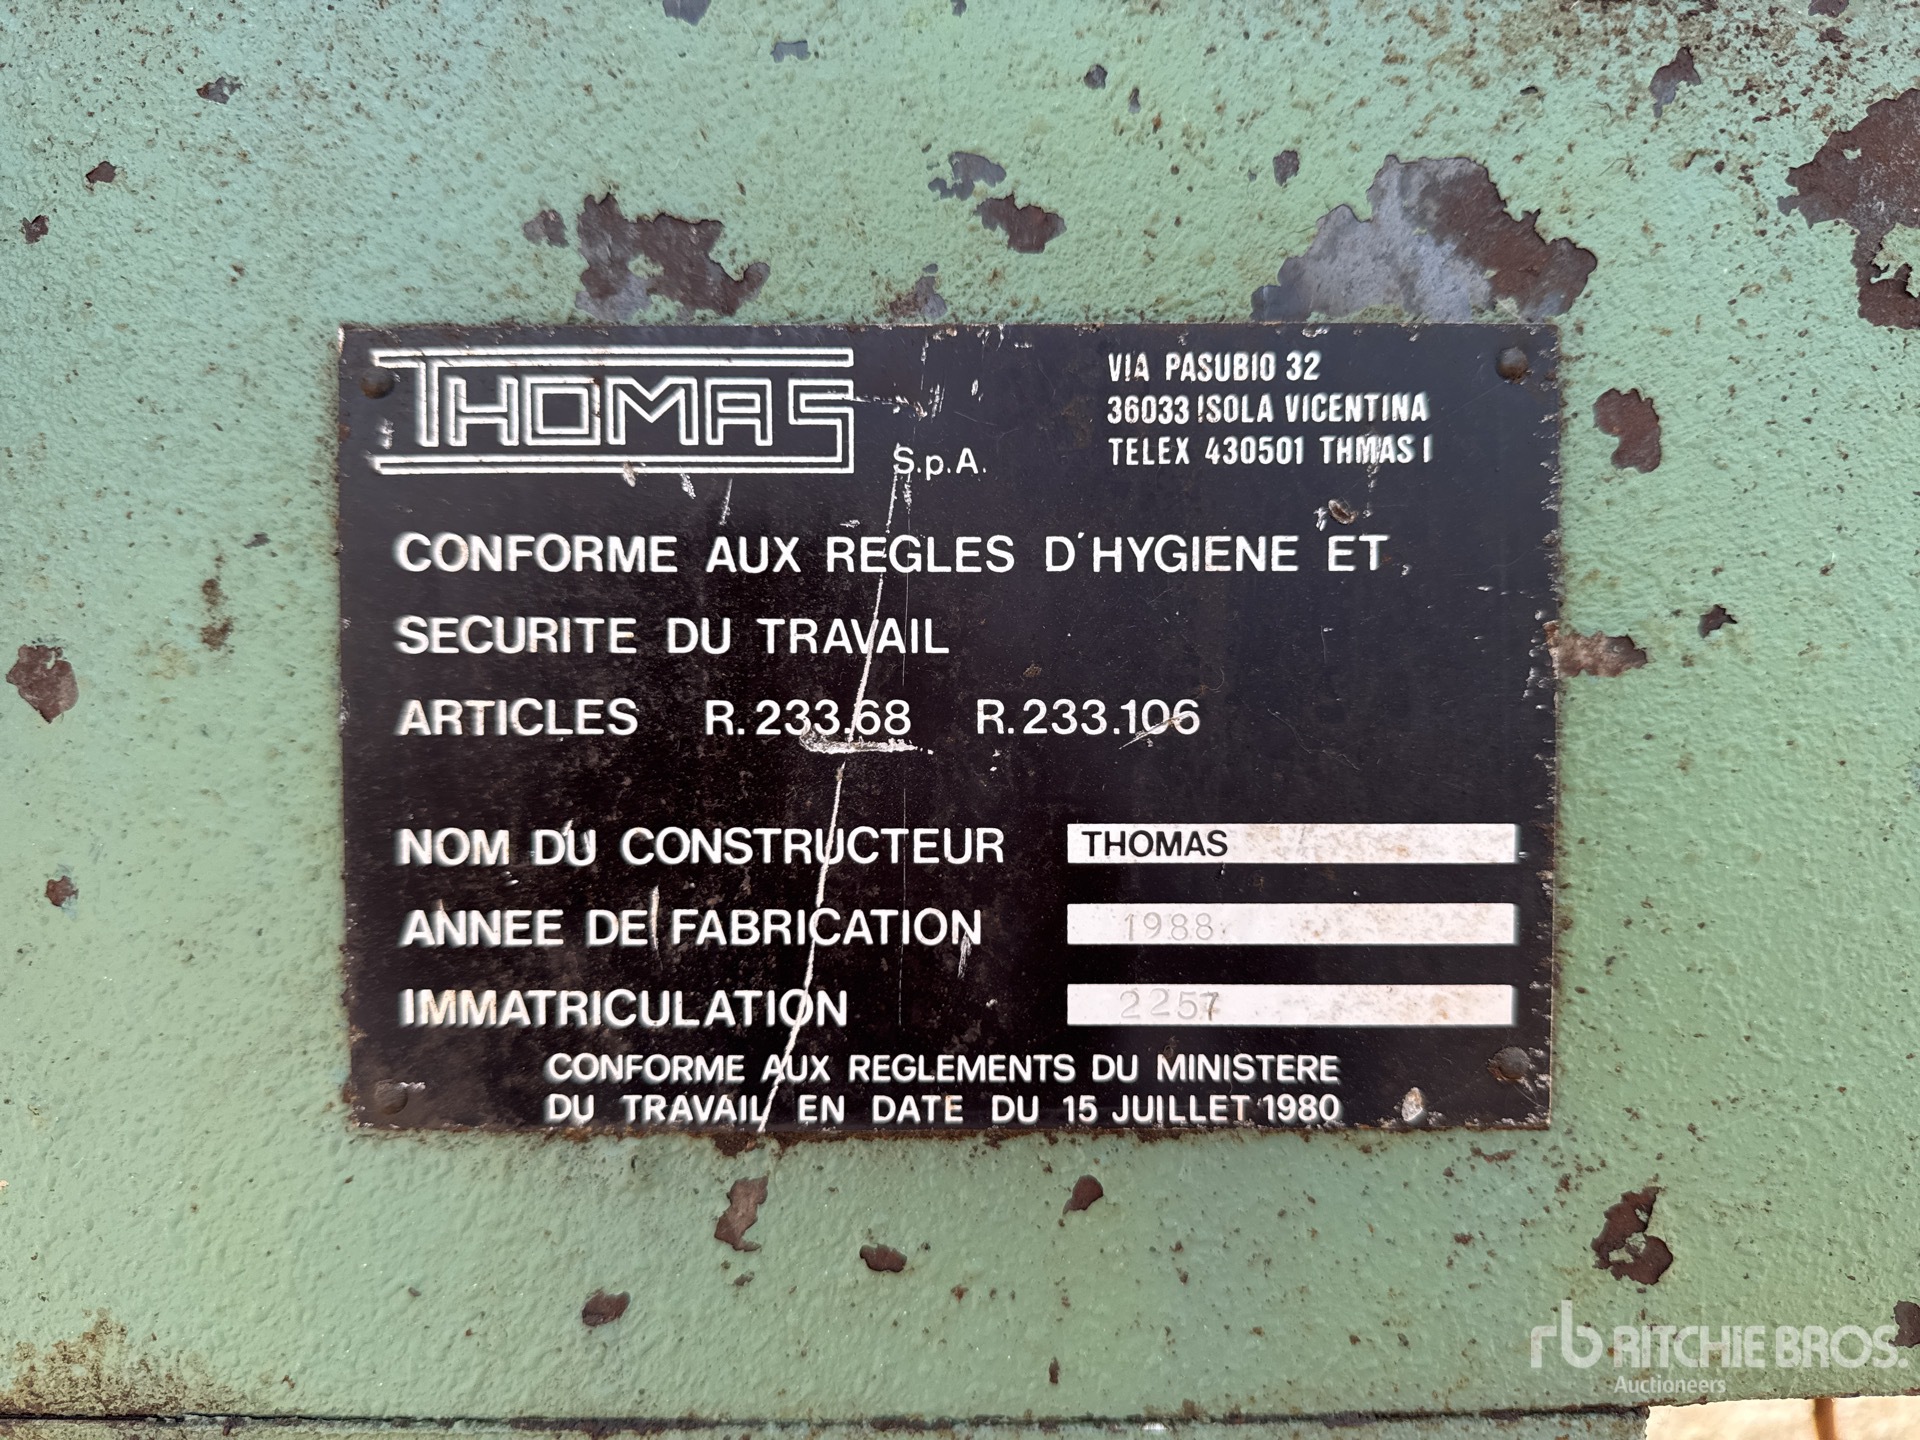 THOMAS S.p.A.
VIA PASUBIO 32
36033 ISOLA VICENTINA
TELEX 430501 THMAS I
CONFORME AUX REGLES D'HYGIENE ET
SECURITE DU TRAVAIL
ARTICLES R.233.68 R.233.106
NOM DU CONSTRUCTEUR THOMAS
ANNEE DE FABRICATION 1988
IMMATRICULATION 2257
CONFORME AUX REGLEMENTS DU MINISTERE
DU TRAVAIL EN DATE DU 15 JUILLET 1980
rb RITCHIE BROS.
Auctioneers